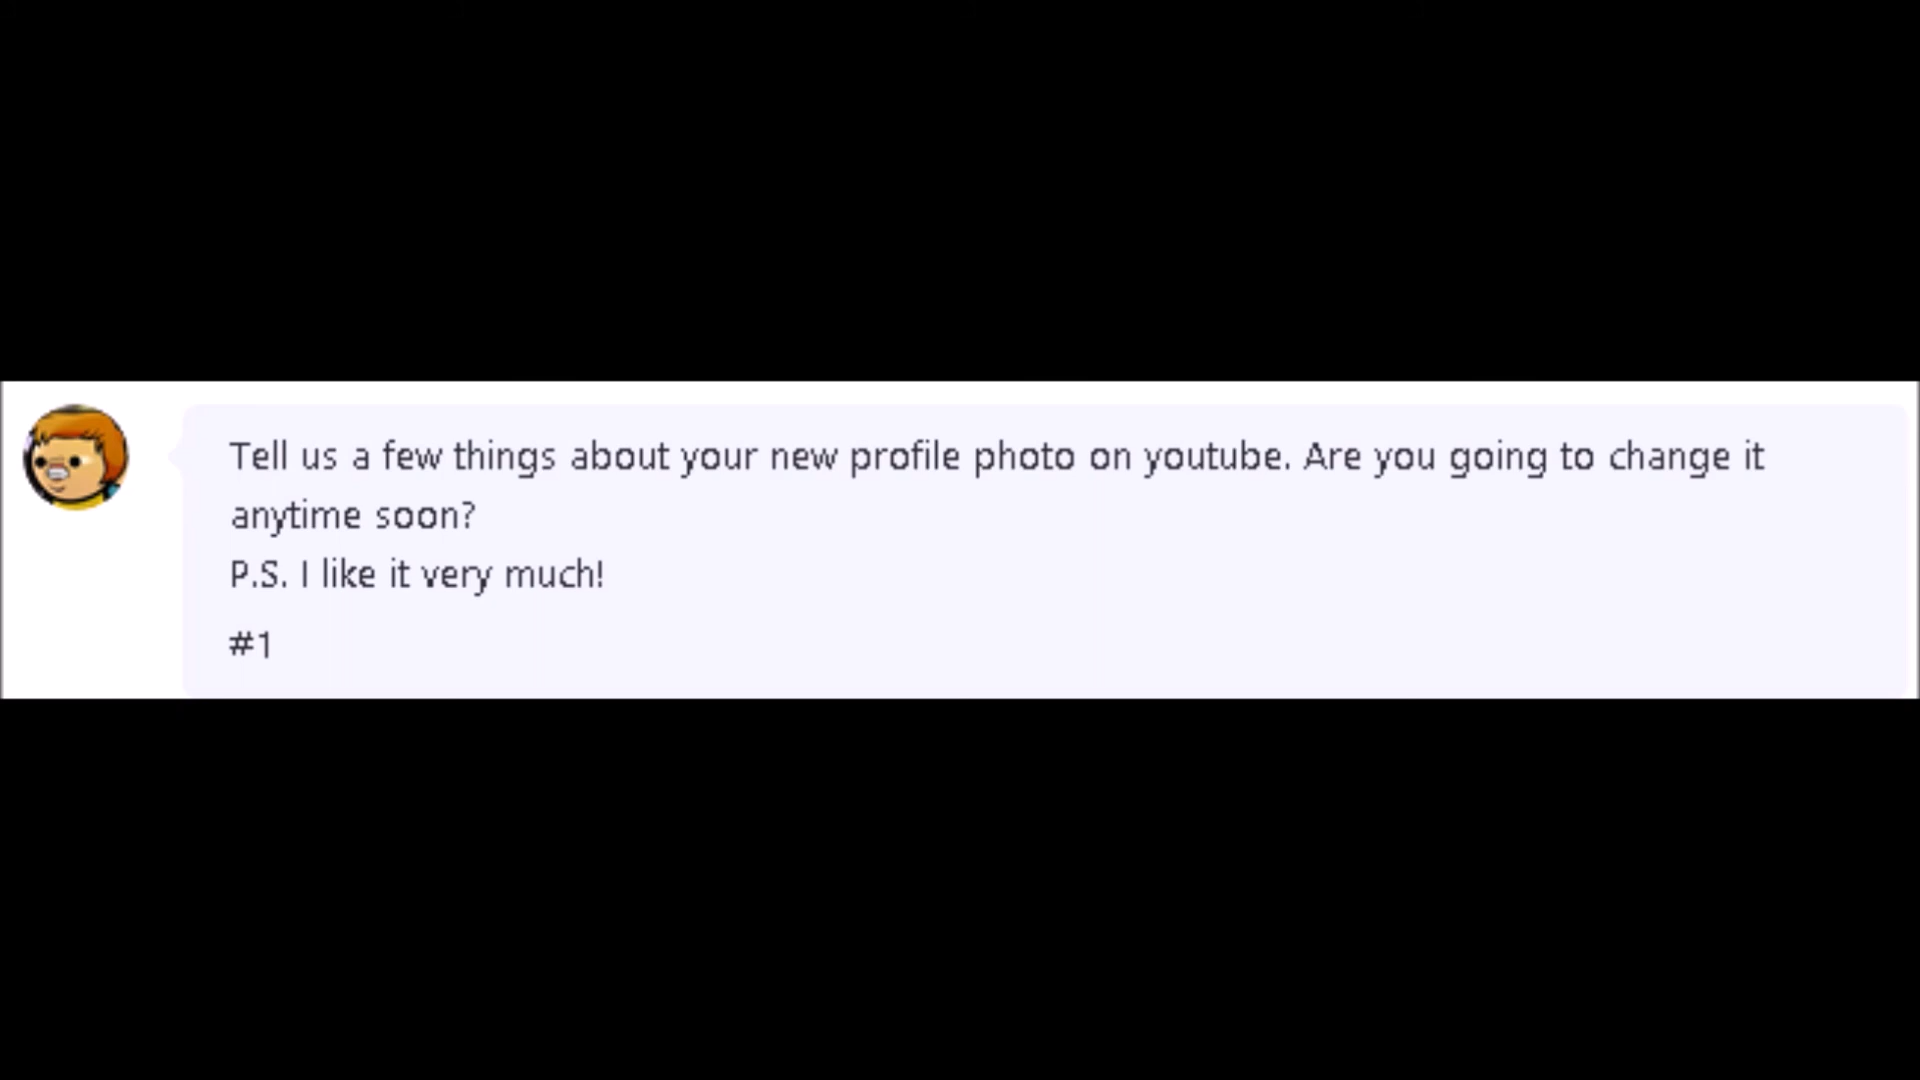 Tell us a few things about your new profile photo on youtube. Are you going to change it
anytime soon?
P.S. I like it very much!
#1